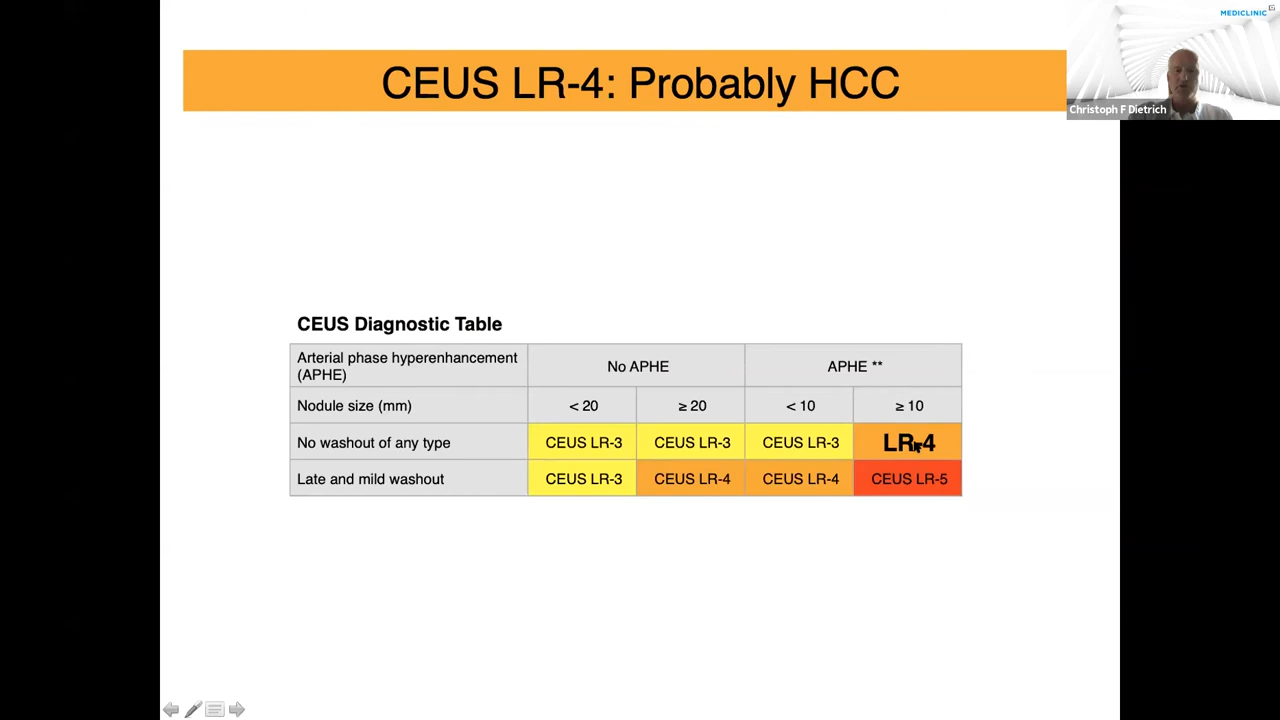 MEDICLINIC
CEUS LR-4: Probably HCC
Christoph F Dietrich
CEUS Diagnostic Table
Arterial phase hyperenhancement (APHE) No APHE APHE **
Nodule size (mm) < 20 ≥ 20 < 10 ≥ 10
No washout of any type CEUS LR-3 CEUS LR-3 CEUS LR-3 LR-4
Late and mild washout CEUS LR-3 CEUS LR-4 CEUS LR-4 CEUS LR-5